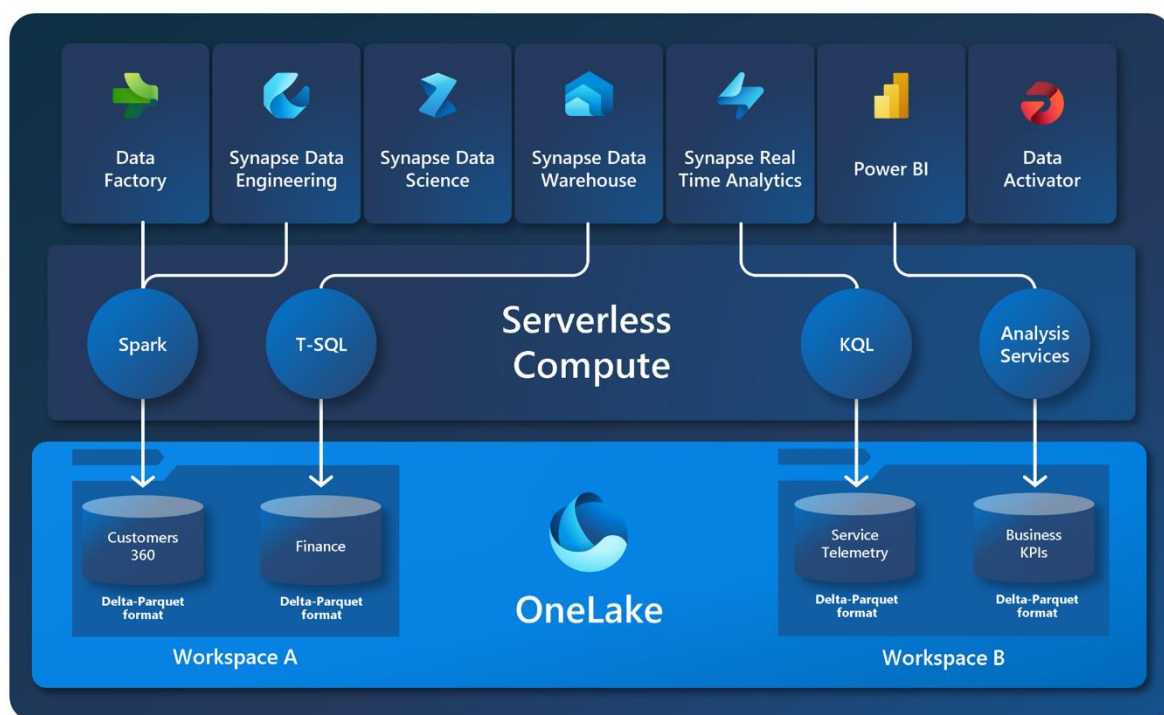 Data
Factory
Synapse Data
Engineering
Synapse Data
Science
Synapse Data
Warehouse
Synapse Real
Time Analytics
Power BI
Data
Activator
Serverless
Compute
Spark
T-SQL
KQL
Analysis
Services
Customers
360
Delta-Parquet
format
Finance
Delta-Parquet
format
Workspace A
OneLake
Service
Telemetry
Delta-Parquet
format
Business
KPIs
Delta-Parquet
format
Workspace B